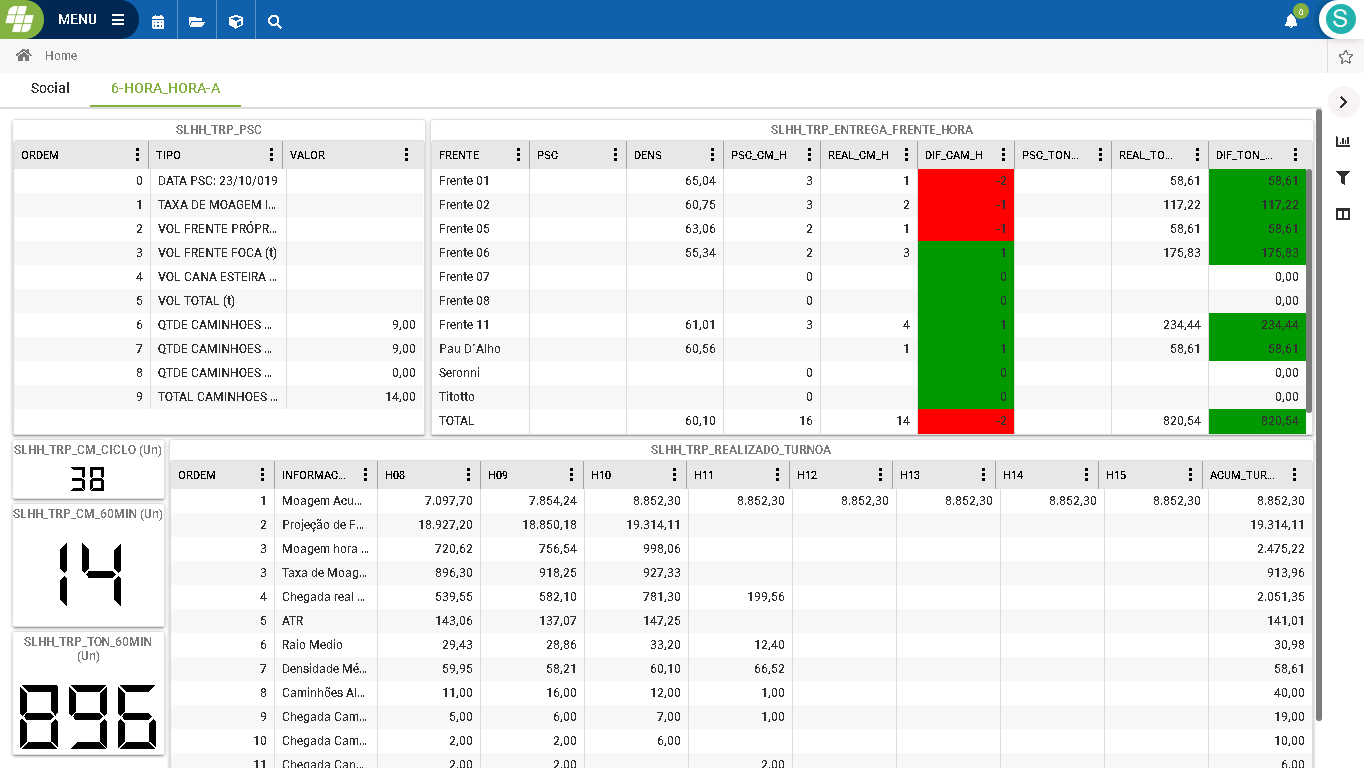 MENU
0
S
Home
Social 6-HORA_HORA-A
SLHH_TRP_PSC
ORDEM TIPO VALOR
0 DATA PSC: 23/10/019
1 TAXA DE MOAGEM I...
2 VOL FRENTE PRÓPR...
3 VOL FRENTE FOCA (t)
4 VOL CANA ESTEIRA ...
5 VOL TOTAL (t)
6 QTDE CAMINHOES ... 9,00
7 QTDE CAMINHOES ... 9,00
8 QTDE CAMINHOES ... 0,00
9 TOTAL CAMINHOES ... 14,00
SLHH_TRP_ENTREGA_FRENTE_HORA
FRENTE PSC DENS PSC_CM_H REAL_CM_H DIF_CAM_H PSC_TON... REAL_TO... DIF_TON_...
Frente 01 65,04 3 1 -2 58,61 58,61
Frente 02 60,75 3 2 -1 117,22 117,22
Frente 05 63,06 2 1 -1 58,61 58,61
Frente 06 55,34 2 3 1 175,83 175,83
Frente 07 0 0 0,00
Frente 08 0 0 0,00
Frente 11 61,01 3 4 1 234,44 234,44
Pau D´Alho 60,56 1 1 58,61 58,61
Seronni 0 0 0,00
Titotto 0 0 0,00
TOTAL 60,10 16 14 -2 820,54 820,54
SLHH_TRP_CM_CICLO (Un)
38
SLHH_TRP_CM_60MIN (Un)
14
SLHH_TRP_TON_60MIN
(Un)
896
SLHH_TRP_REALIZADO_TURNOA
ORDEM INFORMAC... H08 H09 H10 H11 H12 H13 H14 H15 ACUM_TUR...
1 Moagem Acu... 7.097,70 7.854,24 8.852,30 8.852,30 8.852,30 8.852,30 8.852,30 8.852,30 8.852,30
2 Projeção de F... 18.927,20 18.850,18 19.314,11 19.314,11
3 Moagem hora ... 720,62 756,54 998,06 2.475,22
3 Taxa de Moag... 896,30 918,25 927,33 913,96
4 Chegada real ... 539,55 582,10 781,30 199,56 2.051,35
5 ATR 143,06 137,07 147,25 141,01
6 Raio Medio 29,43 28,86 33,20 12,40 30,98
7 Densidade Mé... 59,95 58,21 60,10 66,52 58,61
8 Caminhões Al... 11,00 16,00 12,00 1,00 40,00
9 Chegada Cam... 5,00 6,00 7,00 1,00 19,00
10 Chegada Cam... 2,00 2,00 6,00 10,00
11 Chegada Can... 2,00 2,00 2,00 6,00